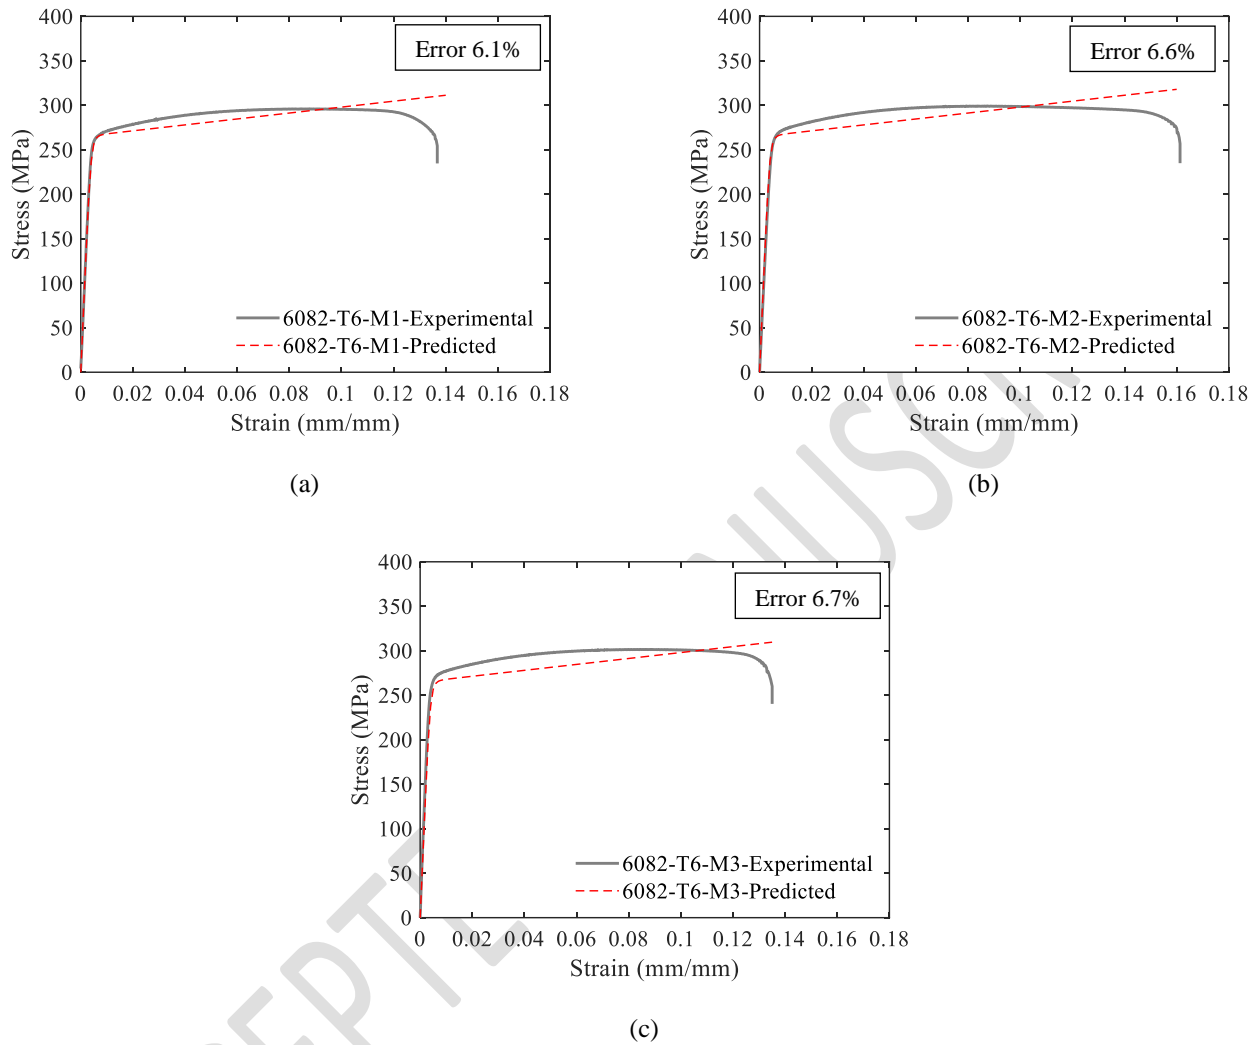 400
350
300
250
200
150
100
50
0
Stress (MPa)
Error 6.1%
6082-T6-M1-Experimental
6082-T6-M1-Predicted
0 0.02 0.04 0.06 0.08 0.1 0.12 0.14 0.16 0.18
Strain (mm/mm)
(a)
400
350
300
250
200
150
100
50
0
Stress (MPa)
Error 6.6%
6082-T6-M2-Experimental
6082-T6-M2-Predicted
0 0.02 0.04 0.06 0.08 0.1 0.12 0.14 0.16 0.18
Strain (mm/mm)
(b)
400
350
300
250
200
150
100
50
0
Stress (MPa)
Error 6.7%
6082-T6-M3-Experimental
6082-T6-M3-Predicted
0 0.02 0.04 0.06 0.08 0.1 0.12 0.14 0.16 0.18
Strain (mm/mm)
(c)